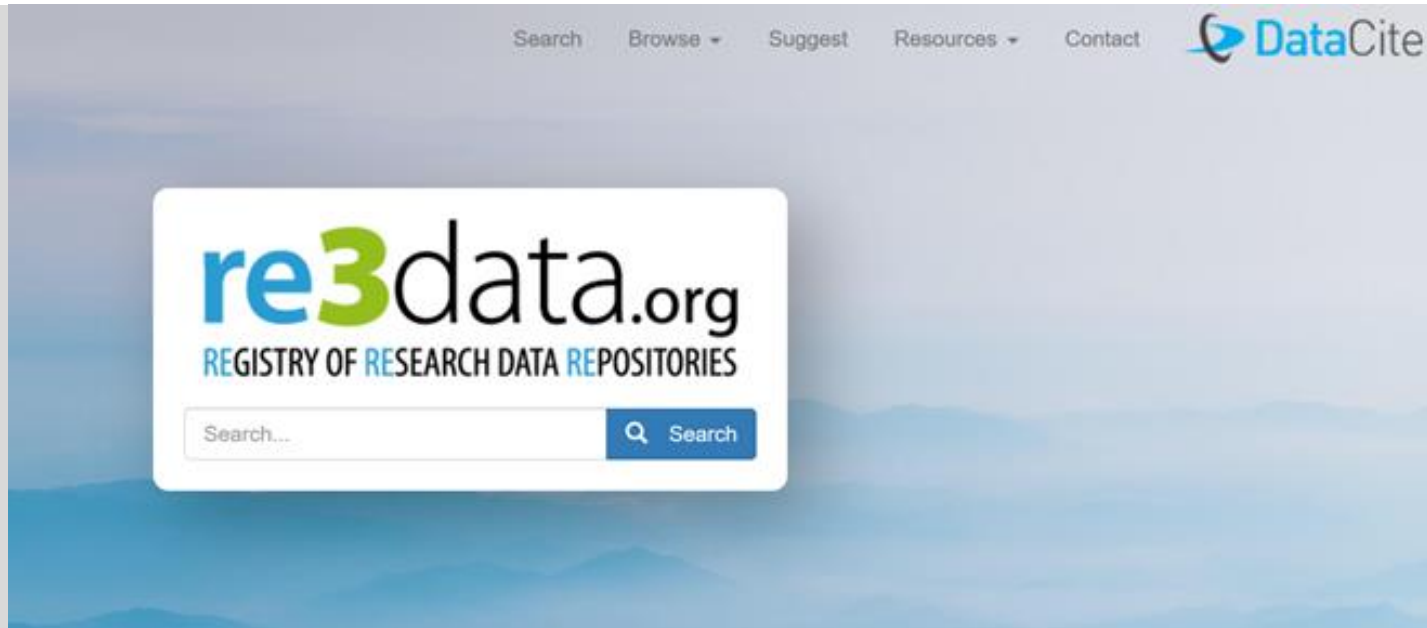 Search Browse Suggest Resources Contact DataCite
re3data.org
REGISTRY OF RESEARCH DATA REPOSITORIES
Search... Search